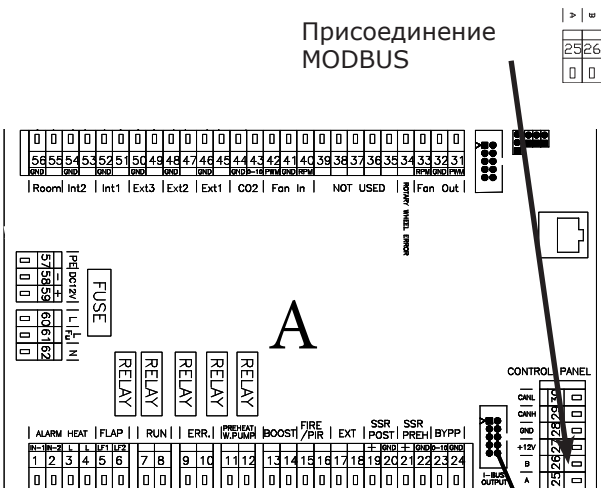 Присоединение
MODBUS
A B
25 26
56 55 54 53 52 51 50 49 48 47 46 45 44 43 42 41 40 39 38 37 36 35 34 33 32 31
GND GND GND GND GND GND GND 0-10 PWM GND RPM RPM GND PWM
Room Int2 Int1 Ext3 Ext2 Ext1 CO2 Fan In NOT USED Fan Out
ROTARY WHEEL ERROR
57 58 59
PE DC12V - +
FUSE
60 61 62
L Fu L N
A
RELAY RELAY RELAY RELAY RELAY
CONTROL PANEL
CANL 30
CANH 29
GND 28
+12V 27
B 26
A 25
ALARM HEAT FLAP RUN ERR. PREHEAT W.PUMP BOOST FIRE /PIR EXT SSR POST SSR PREH BYPP
IN-1 IN-2 L L LF1 LF2 + GND + GND 0-10 GND
1 2 3 4 5 6 7 8 9 10 11 12 13 14 15 16 17 18 19 20 21 22 23 24
I-BUS
OUTPUT